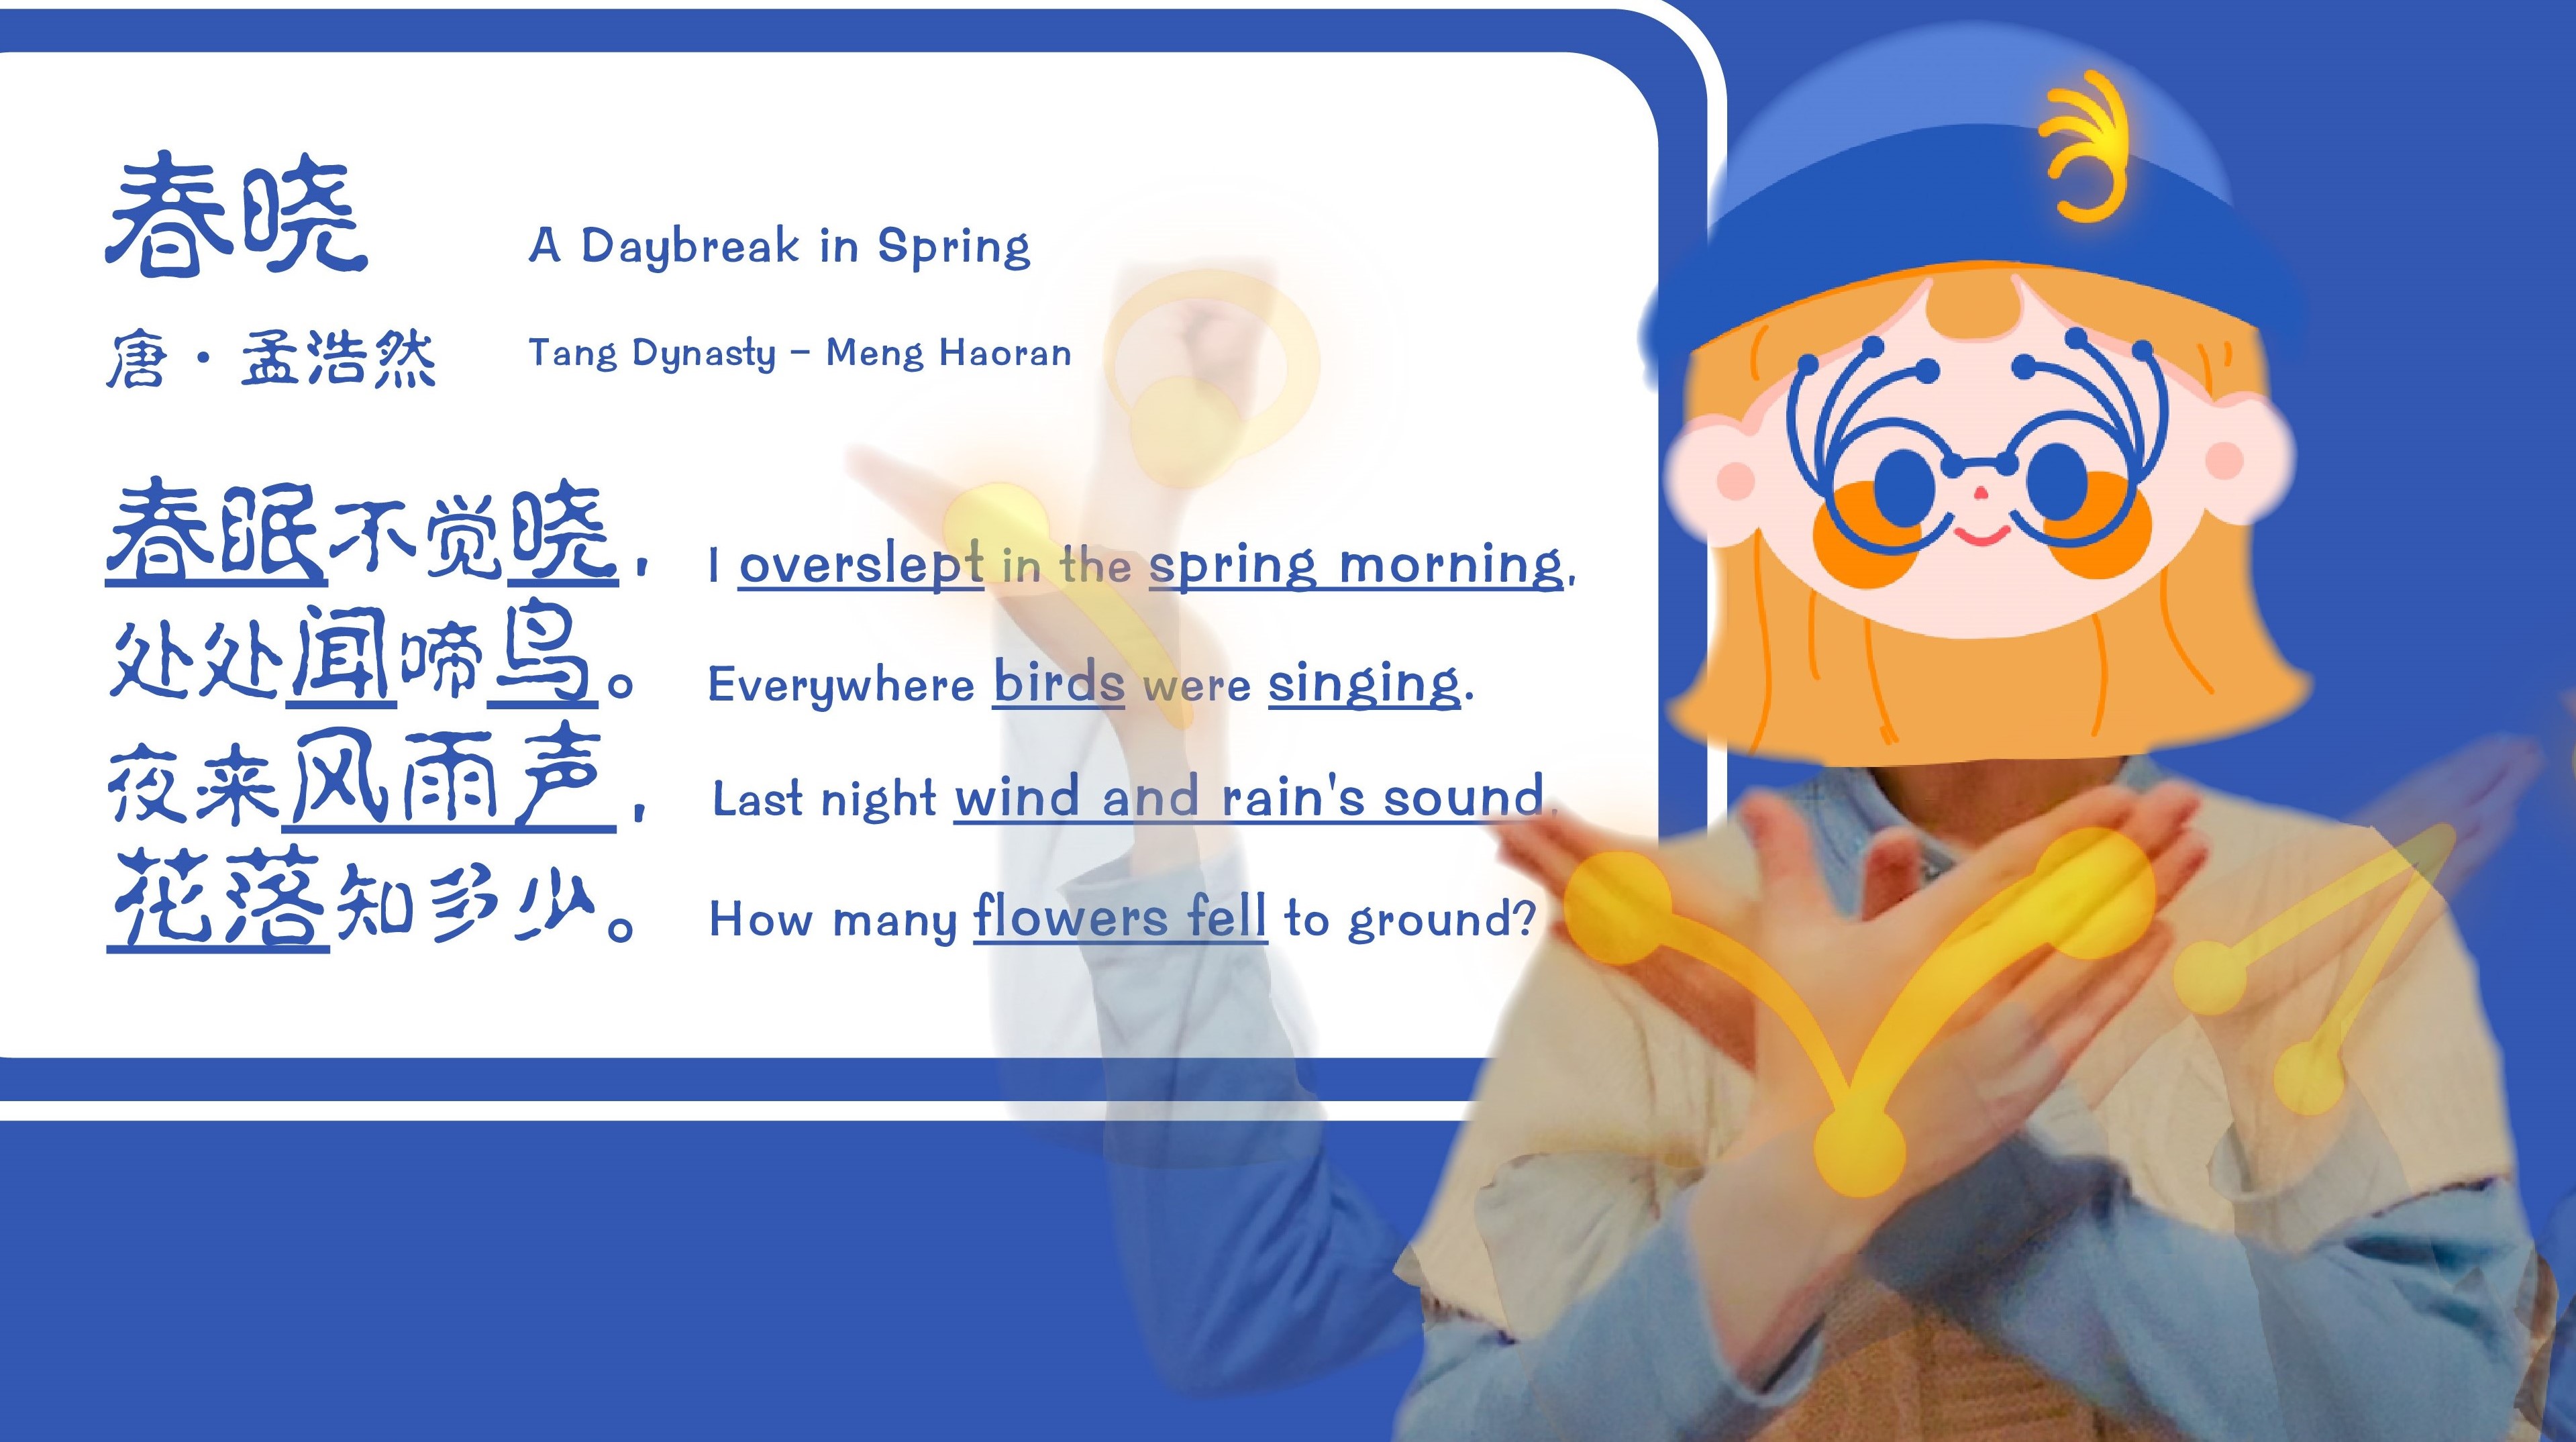 春晓
A Daybreak in Spring
唐·孟浩然
Tang Dynasty – Meng Haoran
春眠不觉晓，
I overslept in the spring morning,
处处闻啼鸟。
Everywhere birds were singing.
夜来风雨声，
Last night wind and rain's sound,
花落知多少。
How many flowers fell to ground?